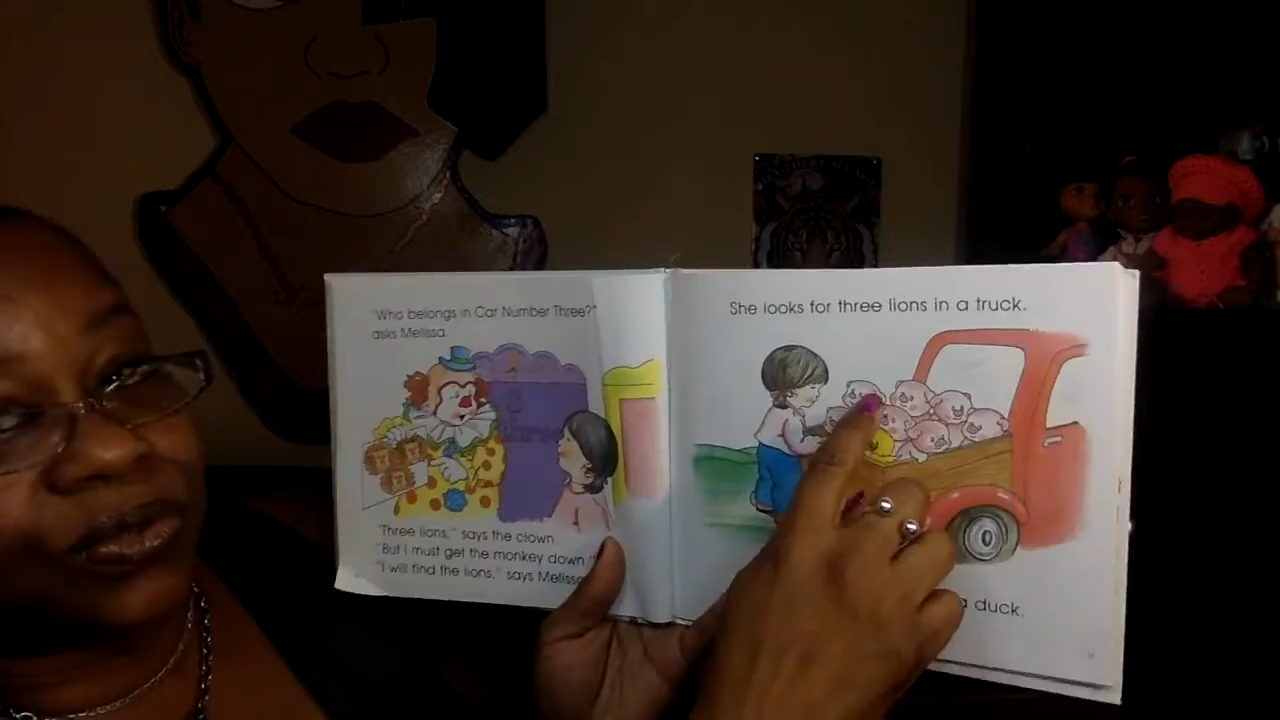 "Who belongs in Car Number Three?"
asks Melissa.
"Three lions," says the clown.
"But I must get the monkey down."
"I will find the lions," says Melissa
She looks for three lions in a truck.
a duck.